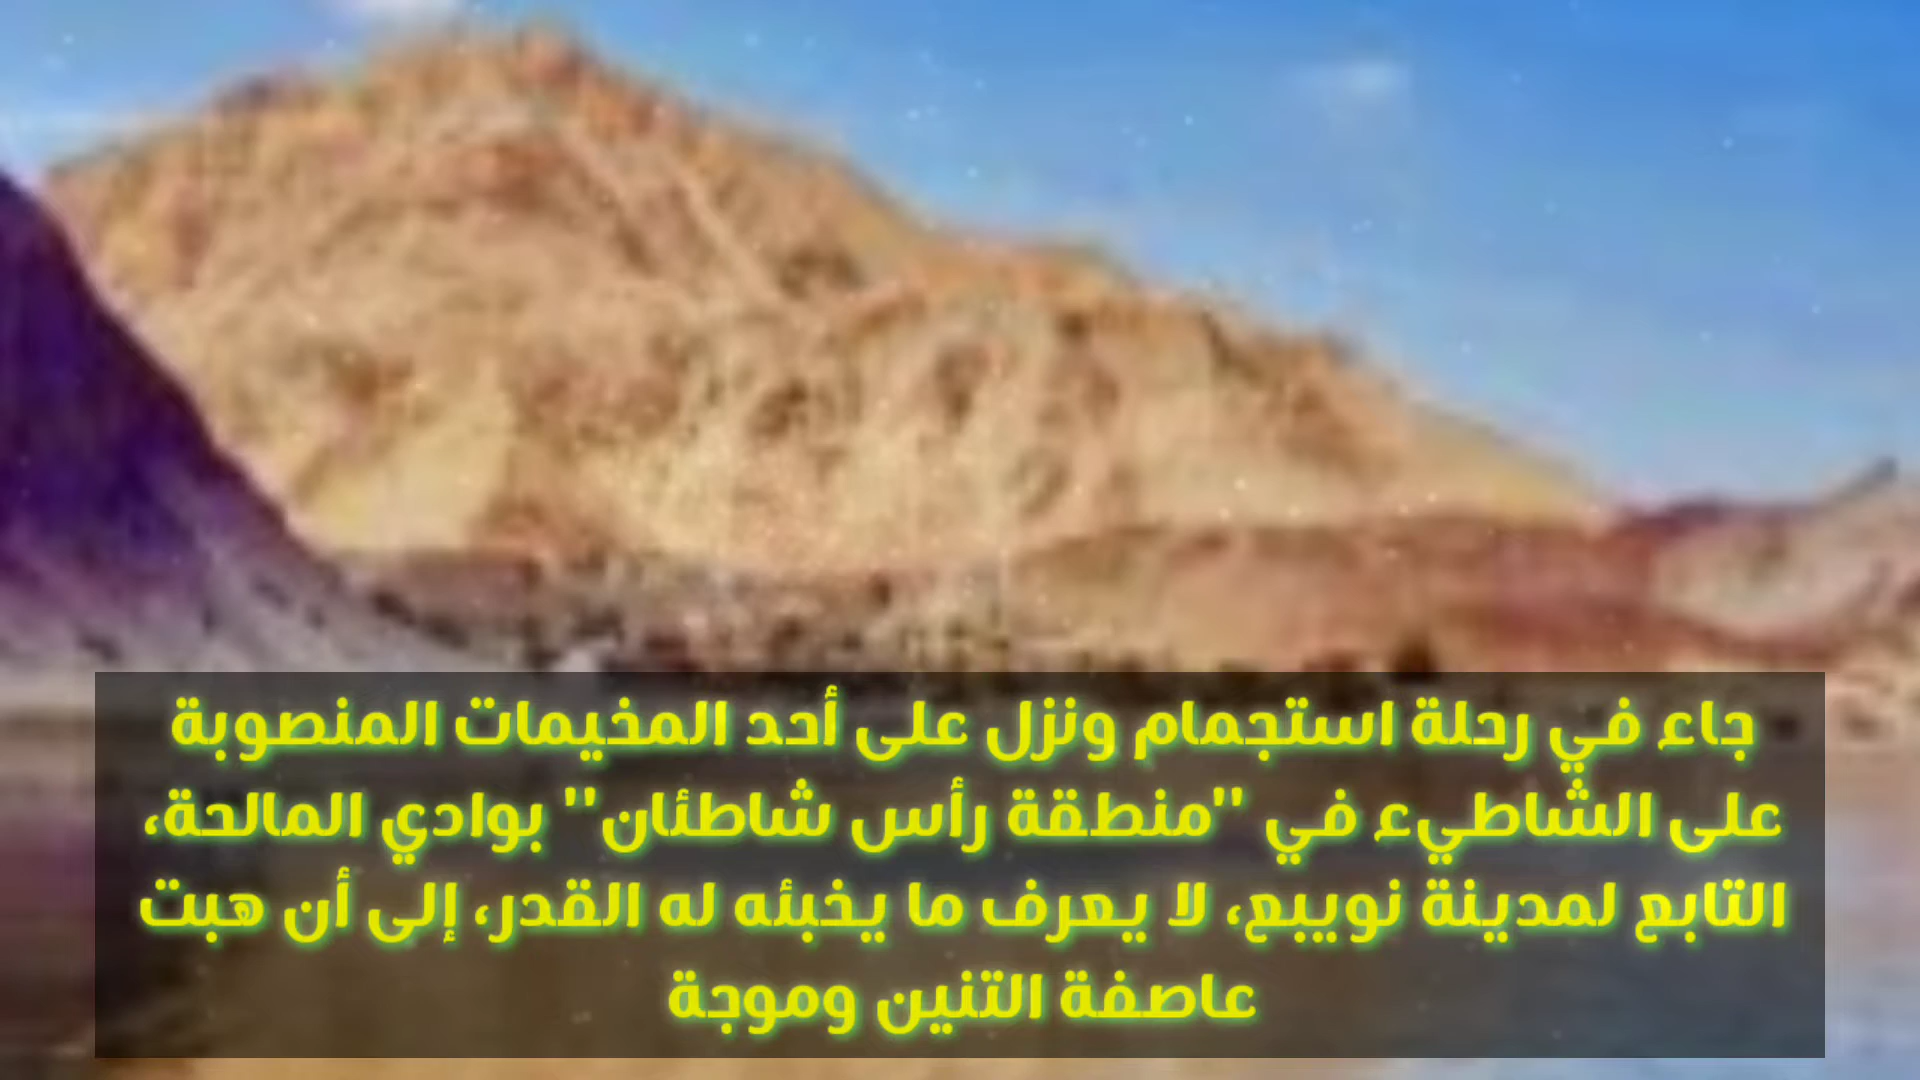 جاء في رحلة استجمام ونزل على أحد المخيمات المنصوبة
على الشاطيء في "منطقة رأس شاطئان" بوادي المالحة،
التابع لمدينة نويبع، لا يعرف ما يخبئه له القدر، إلى أن هبت
عاصفة التنين وموجة